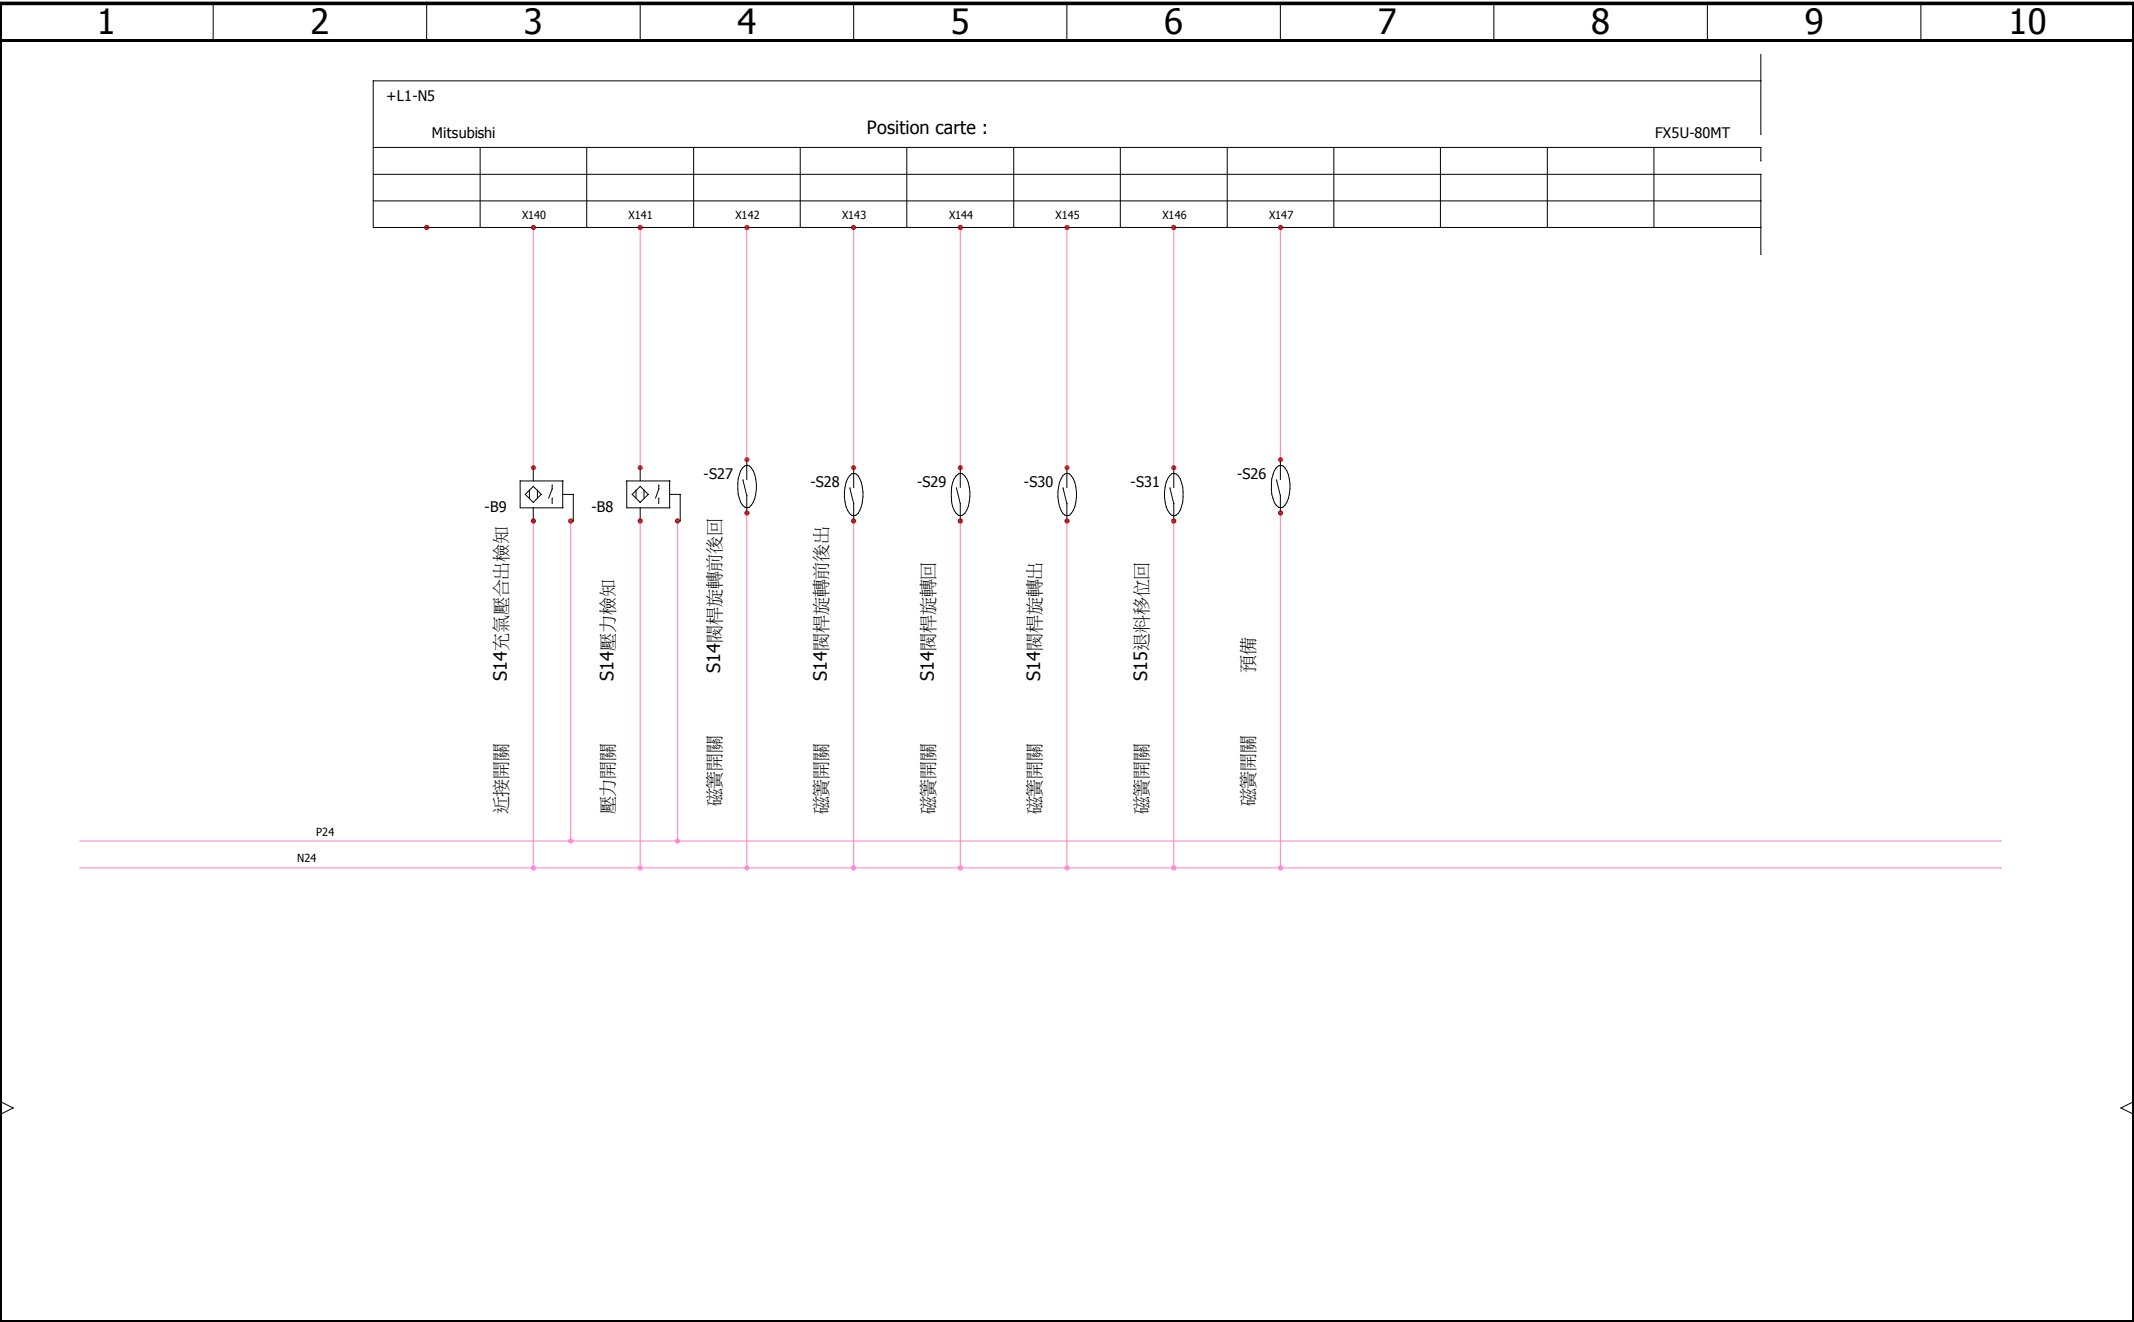 1 2 3 4 5 6 7 8 9 10
+L1-N5
Mitsubishi Position carte : FX5U-80MT
X140 X141 X142 X143 X144 X145 X146 X147
-B9
S14充氣壓合出檢知
近接開關
-B8
S14壓力檢知
壓力開關
-S27
S14閥桿旋轉前後回
磁簧開關
-S28
S14閥桿旋轉前後出
磁簧開關
-S29
S14閥桿旋轉回
磁簧開關
-S30
S14閥桿旋轉出
磁簧開關
-S31
S15退料移位回
磁簧開關
-S26
預備
磁簧開關
P24
N24